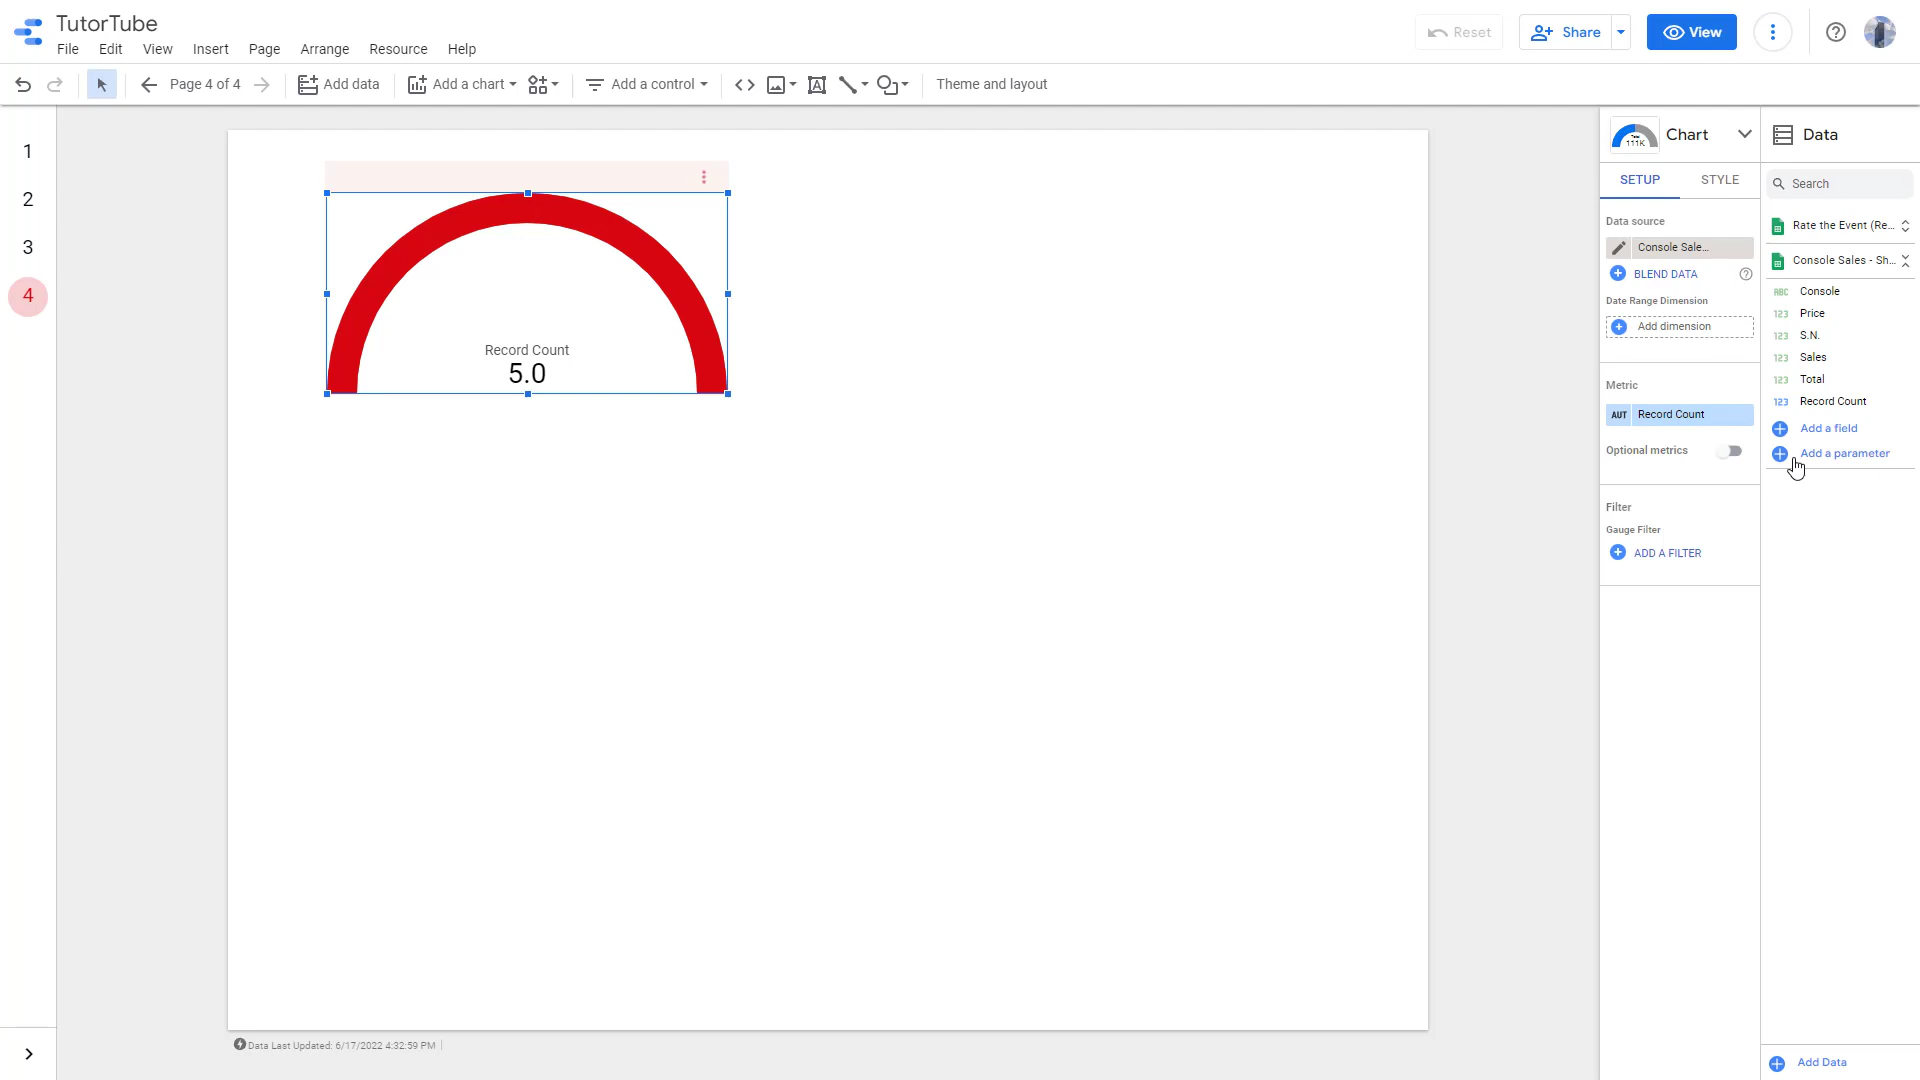 TutorTube
File Edit View Insert Page Arrange Resource Help
Reset Share View
Page 4 of 4 Add data Add a chart Add a control Theme and layout
1
2
3
4
Record Count
5.0
Data Last Updated: 6/17/2022 4:32:59 PM
Total
111K
Chart
SETUP STYLE
Data source
Console Sale...
BLEND DATA
Date Range Dimension
Add dimension
Metric
AUT Record Count
Optional metrics
Filter
Gauge Filter
ADD A FILTER
Data
Search
Rate the Event (Re...
Console Sales - Sh...
ABC Console
123 Price
123 S.N.
123 Sales
123 Total
123 Record Count
Add a field
Add a parameter
Add Data